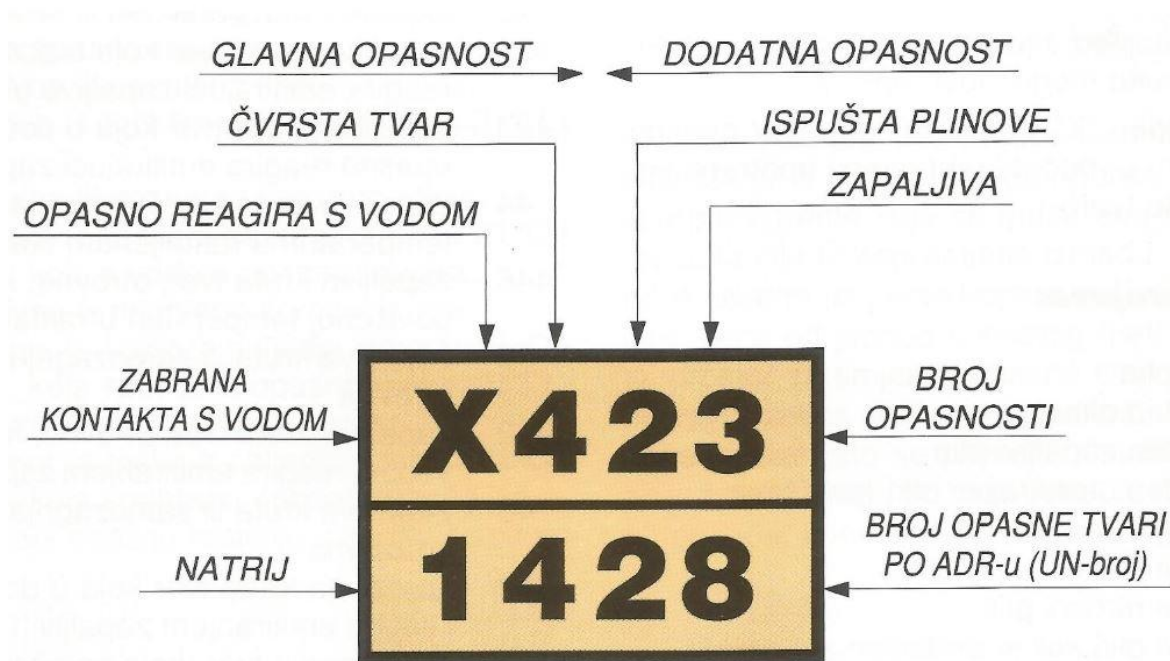 GLAVNA OPASNOST
DODATNA OPASNOST
ČVRSTA TVAR
ISPUŠTA PLINOVE
OPASNO REAGIRA S VODOM
ZAPALJIVA
ZABRANA
KONTAKTA S VODOM
X423
BROJ
OPASNOSTI
NATRIJ
1428
BROJ OPASNE TVARI
PO ADR-u (UN-broj)